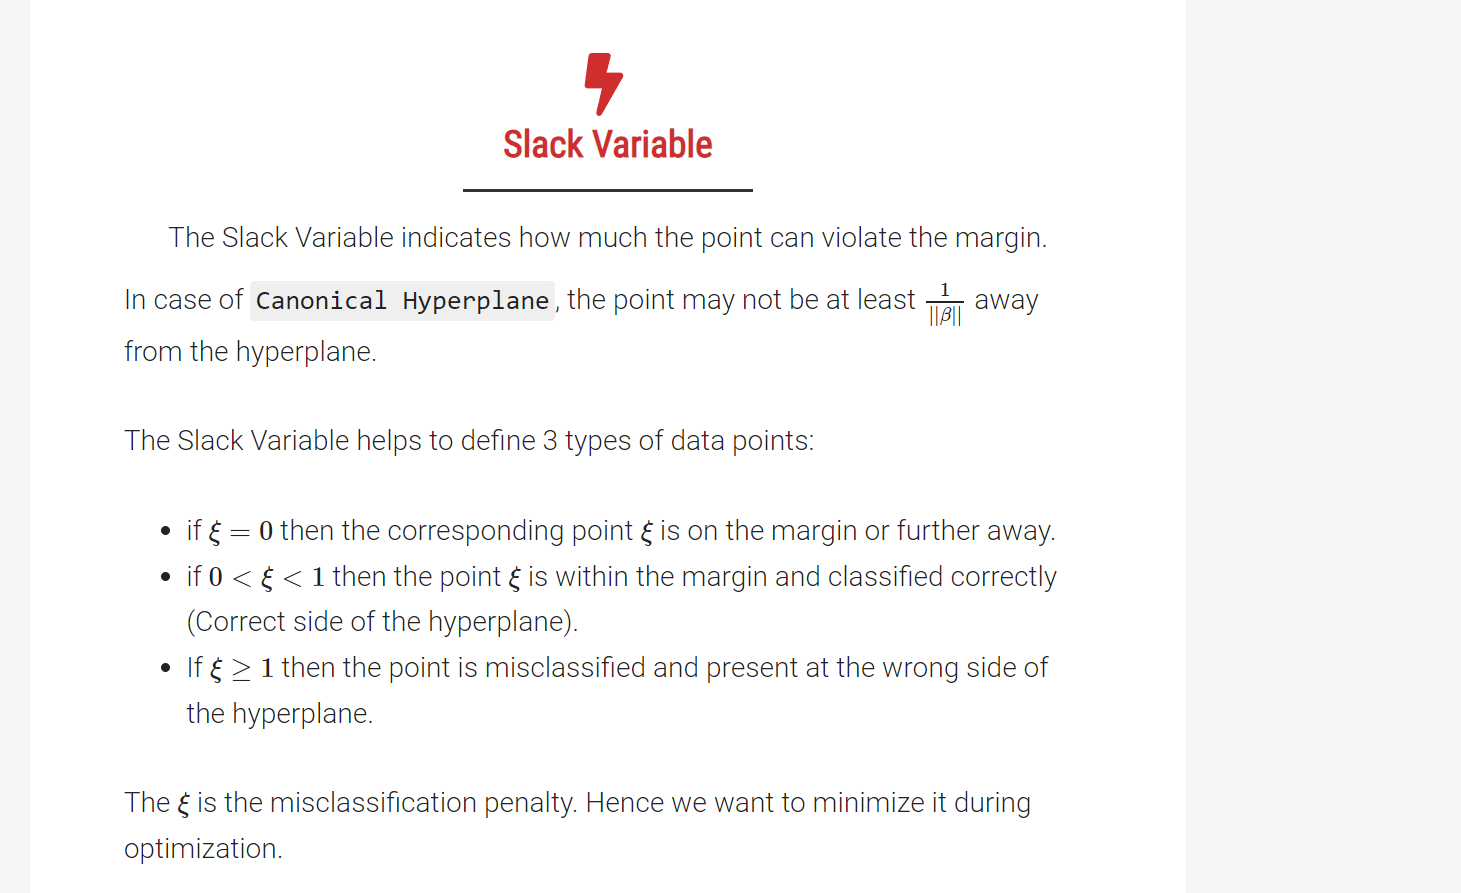 Slack Variable
The Slack Variable indicates how much the point can violate the margin.
In case of Canonical Hyperplane, the point may not be at least 1/||β|| away
from the hyperplane.
The Slack Variable helps to define 3 types of data points:
• if ξ = 0 then the corresponding point ξ is on the margin or further away.
• if 0 < ξ < 1 then the point ξ is within the margin and classified correctly
(Correct side of the hyperplane).
• If ξ ≥ 1 then the point is misclassified and present at the wrong side of
the hyperplane.
The ξ is the misclassification penalty. Hence we want to minimize it during
optimization.